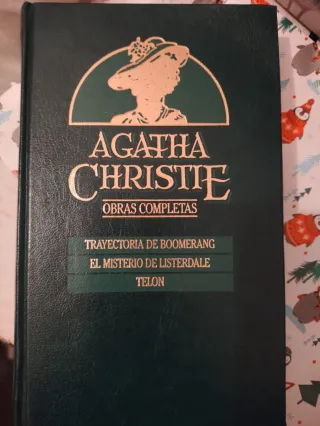 AGATHA
CHRISTIE
OBRAS COMPLETAS
TRAYECTORIA DE BOOMERANG
EL MISTERIO DE LISTERDALE
TELON